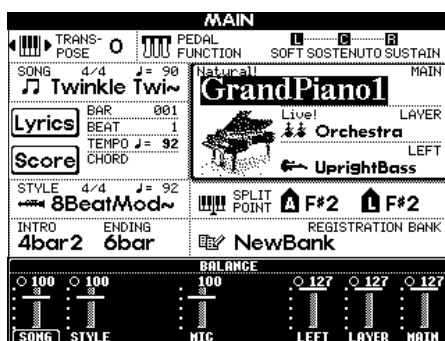 MAIN
TRANS-
POSE 0
PEDAL
FUNCTION
L C R
SOFT SOSTENUTO SUSTAIN
SONG 4/4 ♩= 90
Twinkle Twi~
Lyrics
BAR 001
BEAT 1
TEMPO ♩= 92
Score
CHORD
STYLE 4/4 ♩= 92
8BeatMod~
INTRO ENDING
4bar2 6bar
Natural! MAIN
GrandPiano1
Live! LAYER
Orchestra
LEFT
UprightBass
SPLIT
POINT A F#2 L F#2
REGISTRATION BANK
NewBank
BALANCE
100 100 100 127 127 127
SONG STYLE MIC LEFT LAYER MAIN